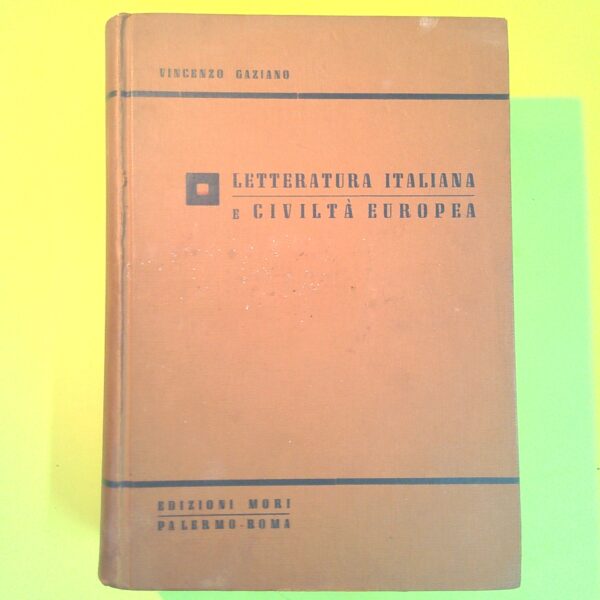 VINCENZO GAZIANO
LETTERATURA ITALIANA
E CIVILTÀ EUROPEA
EDIZIONI MORI
PALERMO-ROMA